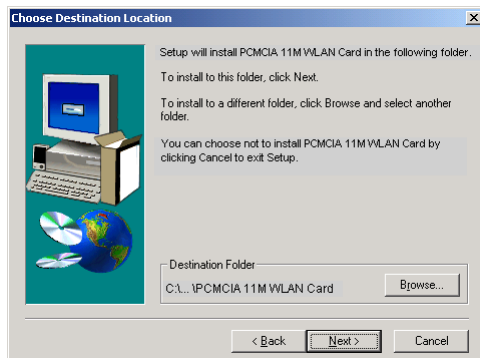 Choose Destination Location
Setup will install PCMCIA 11M WLAN Card in the following folder.
To install to this folder, click Next.
To install to a different folder, click Browse and select another
folder.
You can choose not to install PCMCIA 11M WLAN Card by
clicking Cancel to exit Setup.
Destination Folder
C:\... \PCMCIA 11M WLAN Card
Browse...
< Back
Next >
Cancel